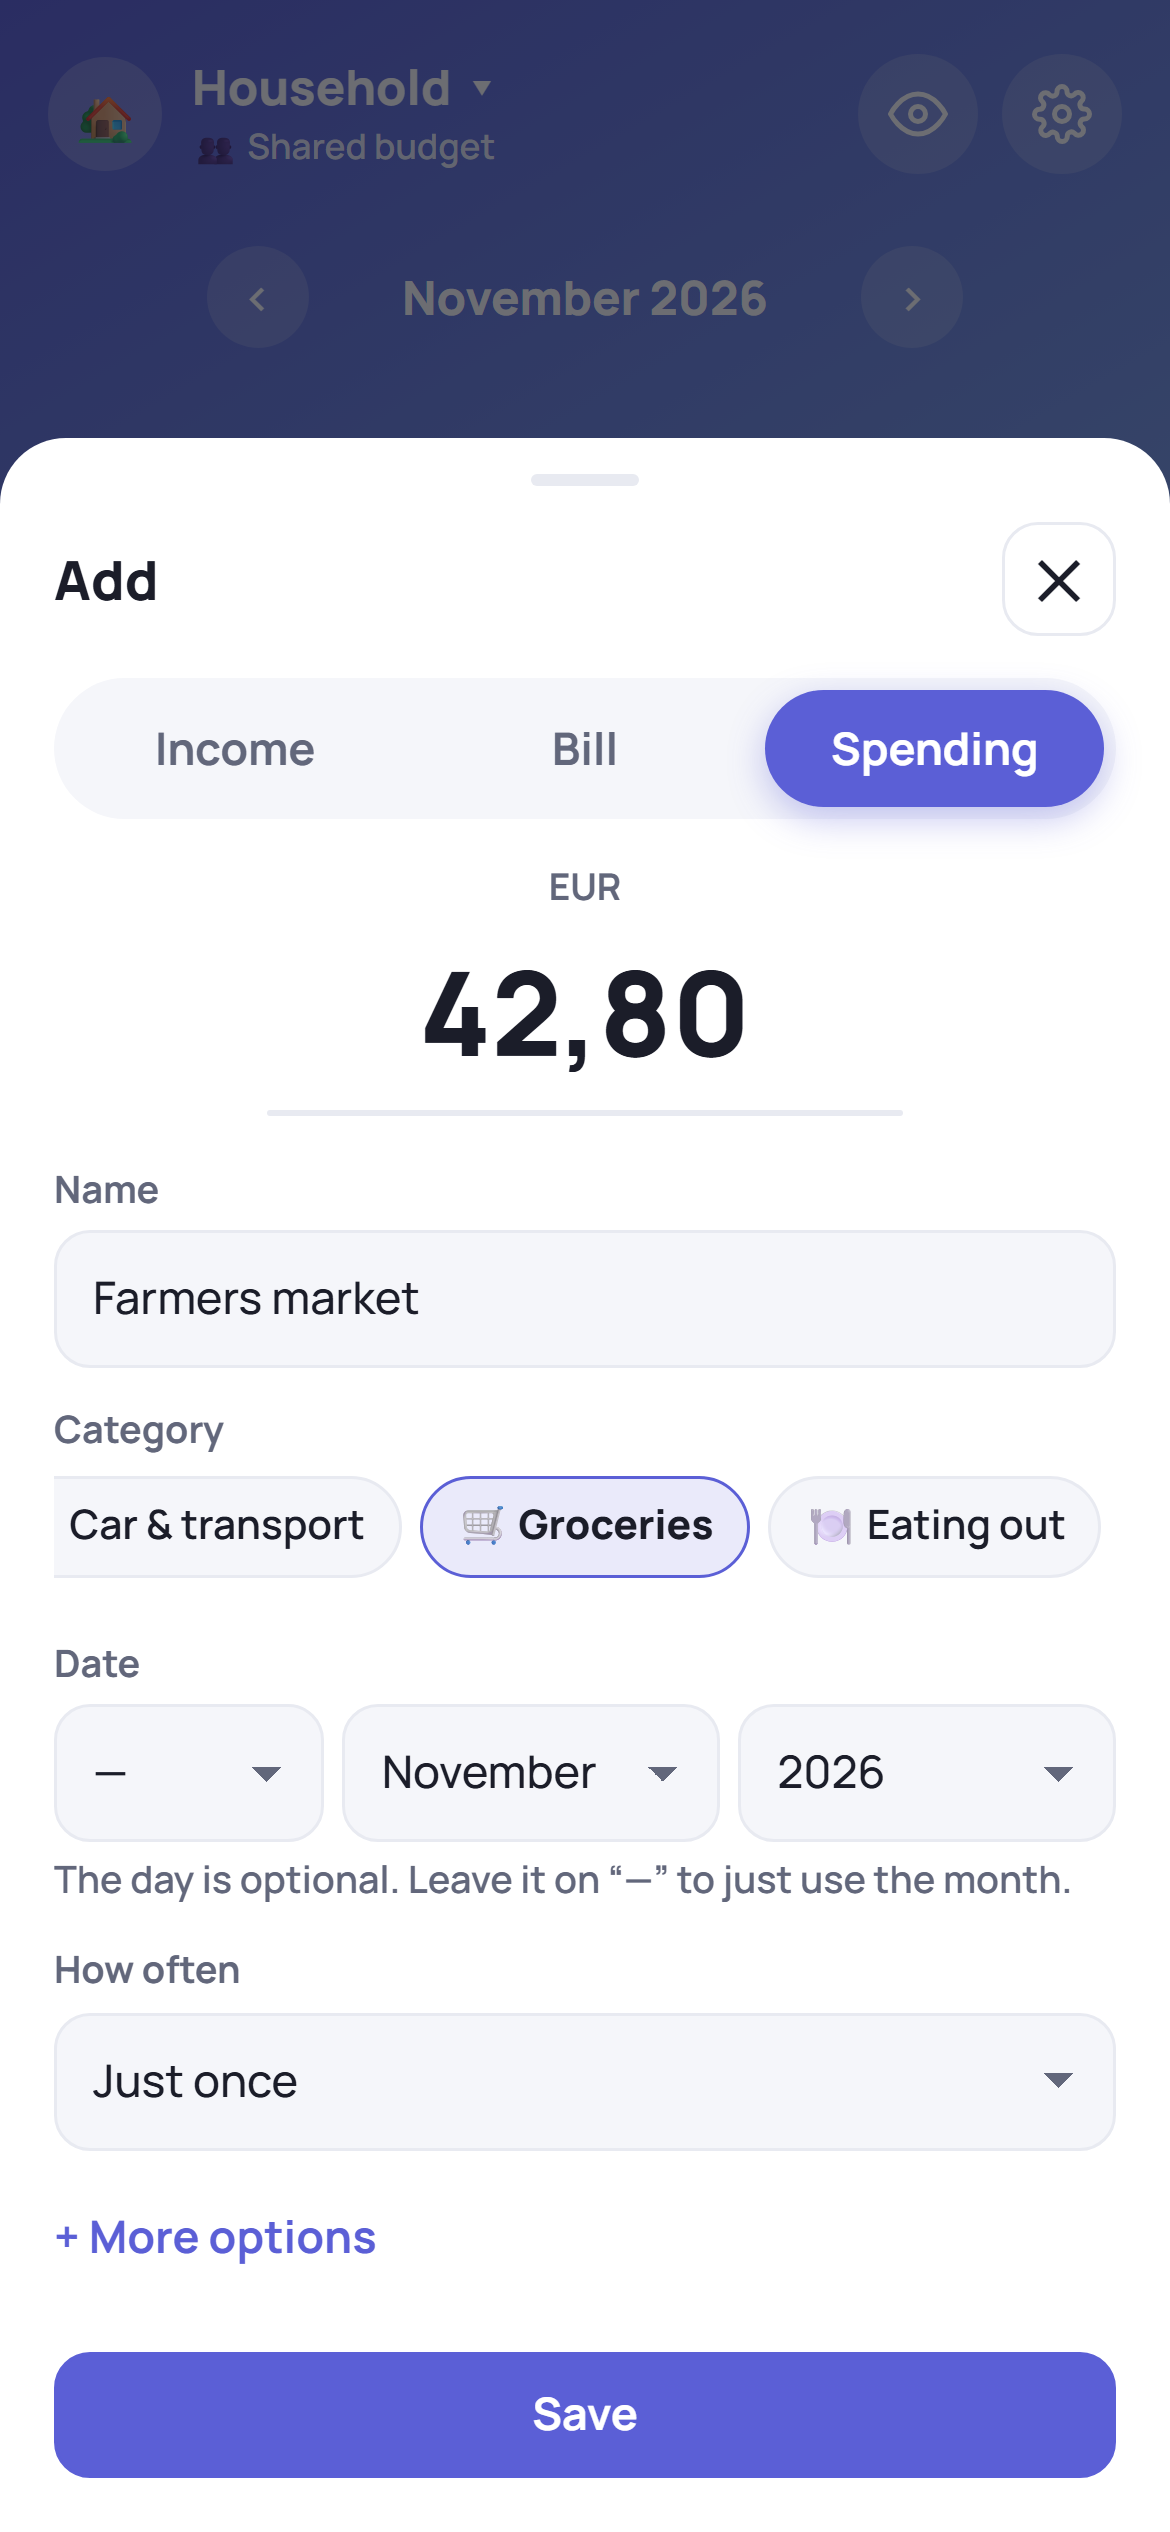 Household
Shared budget
November 2026
Add
Income
Bill
Spending
EUR
42,80
Name
Farmers market
Category
Car & transport
Groceries
Eating out
Date
—
November
2026
The day is optional. Leave it on “—” to just use the month.
How often
Just once
+ More options
Save